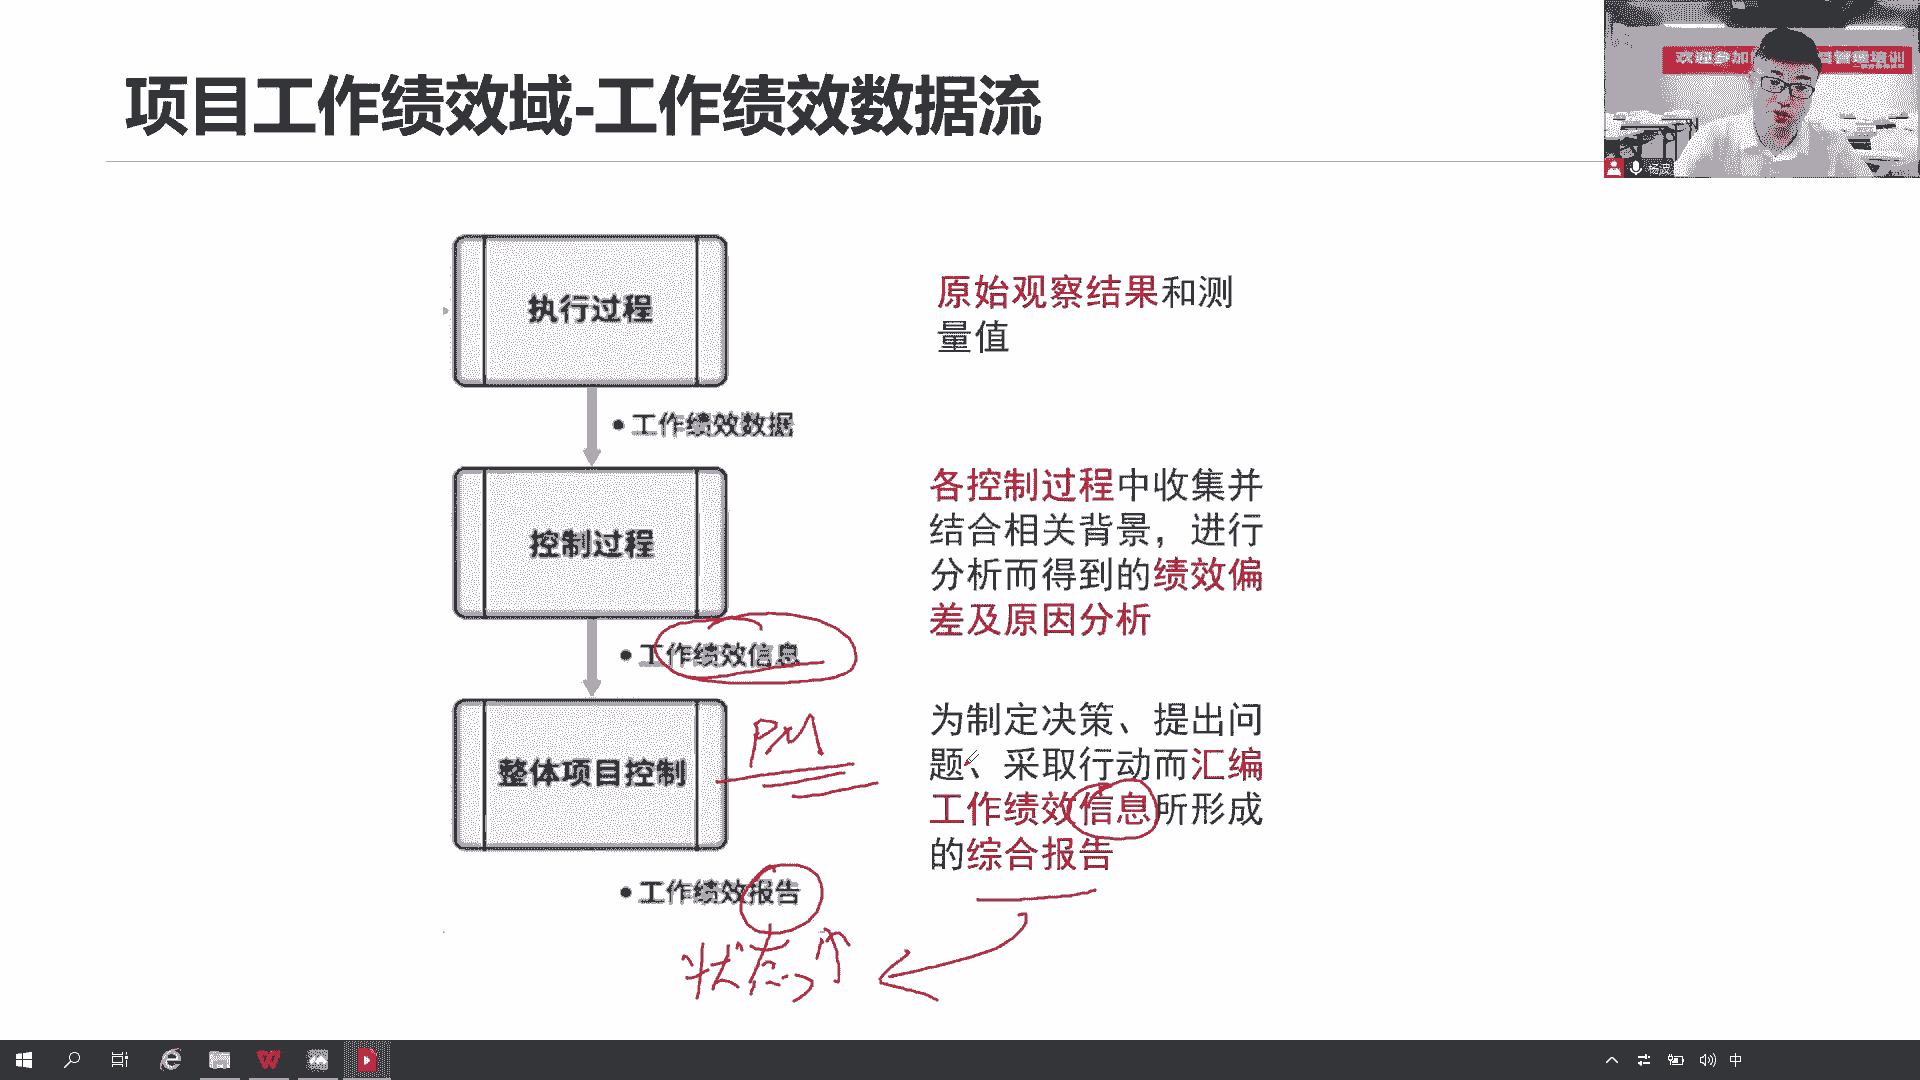 项目工作绩效域-工作绩效数据流
欢迎参加
管理培训
杨波
执行过程
原始观察结果和测
量值
• 工作绩效数据
控制过程
各控制过程中收集并
结合相关背景，进行
分析而得到的绩效偏
差及原因分析
• 工作绩效信息
PM
整体项目控制
为制定决策、提出问
题、采取行动而汇编
工作绩效信息所形成
的综合报告
• 工作绩效报告
状态
中